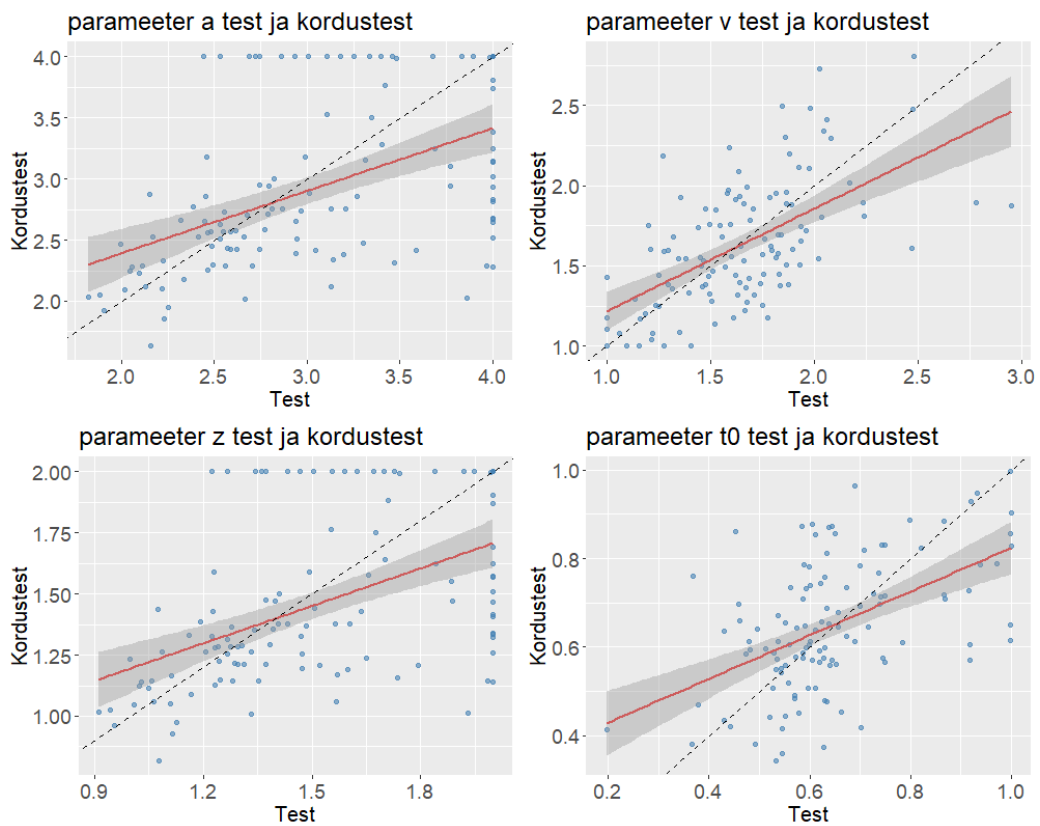 parameeter a test ja kordustest
4.0
3.5
3.0
2.5
2.0
Kordustest
2.0 2.5 3.0 3.5 4.0
Test
parameeter v test ja kordustest
2.5
2.0
1.5
1.0
Kordustest
1.0 1.5 2.0 2.5 3.0
Test
parameeter z test ja kordustest
2.00
1.75
1.50
1.25
1.00
Kordustest
0.9 1.2 1.5 1.8
Test
parameeter t0 test ja kordustest
1.0
0.8
0.6
0.4
Kordustest
0.2 0.4 0.6 0.8 1.0
Test